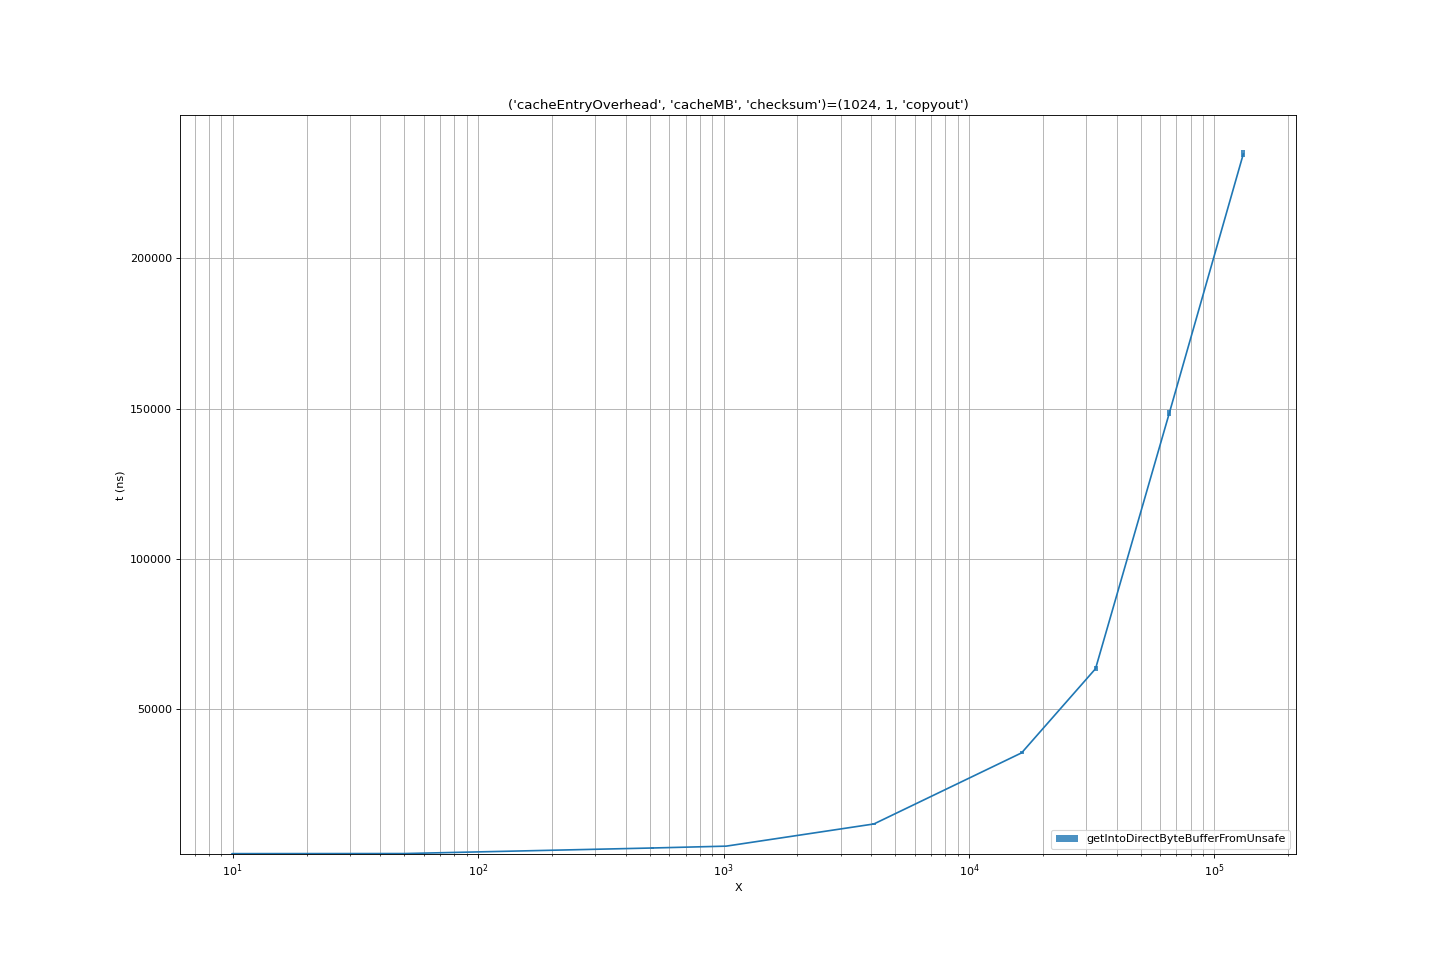 ('cacheEntryOverhead', 'cacheMB', 'checksum')=(1024, 1, 'copyout')
200000
150000
100000
50000
t (ns)
10¹
10²
10³
10⁴
10⁵
X
getIntoDirectByteBufferFromUnsafe